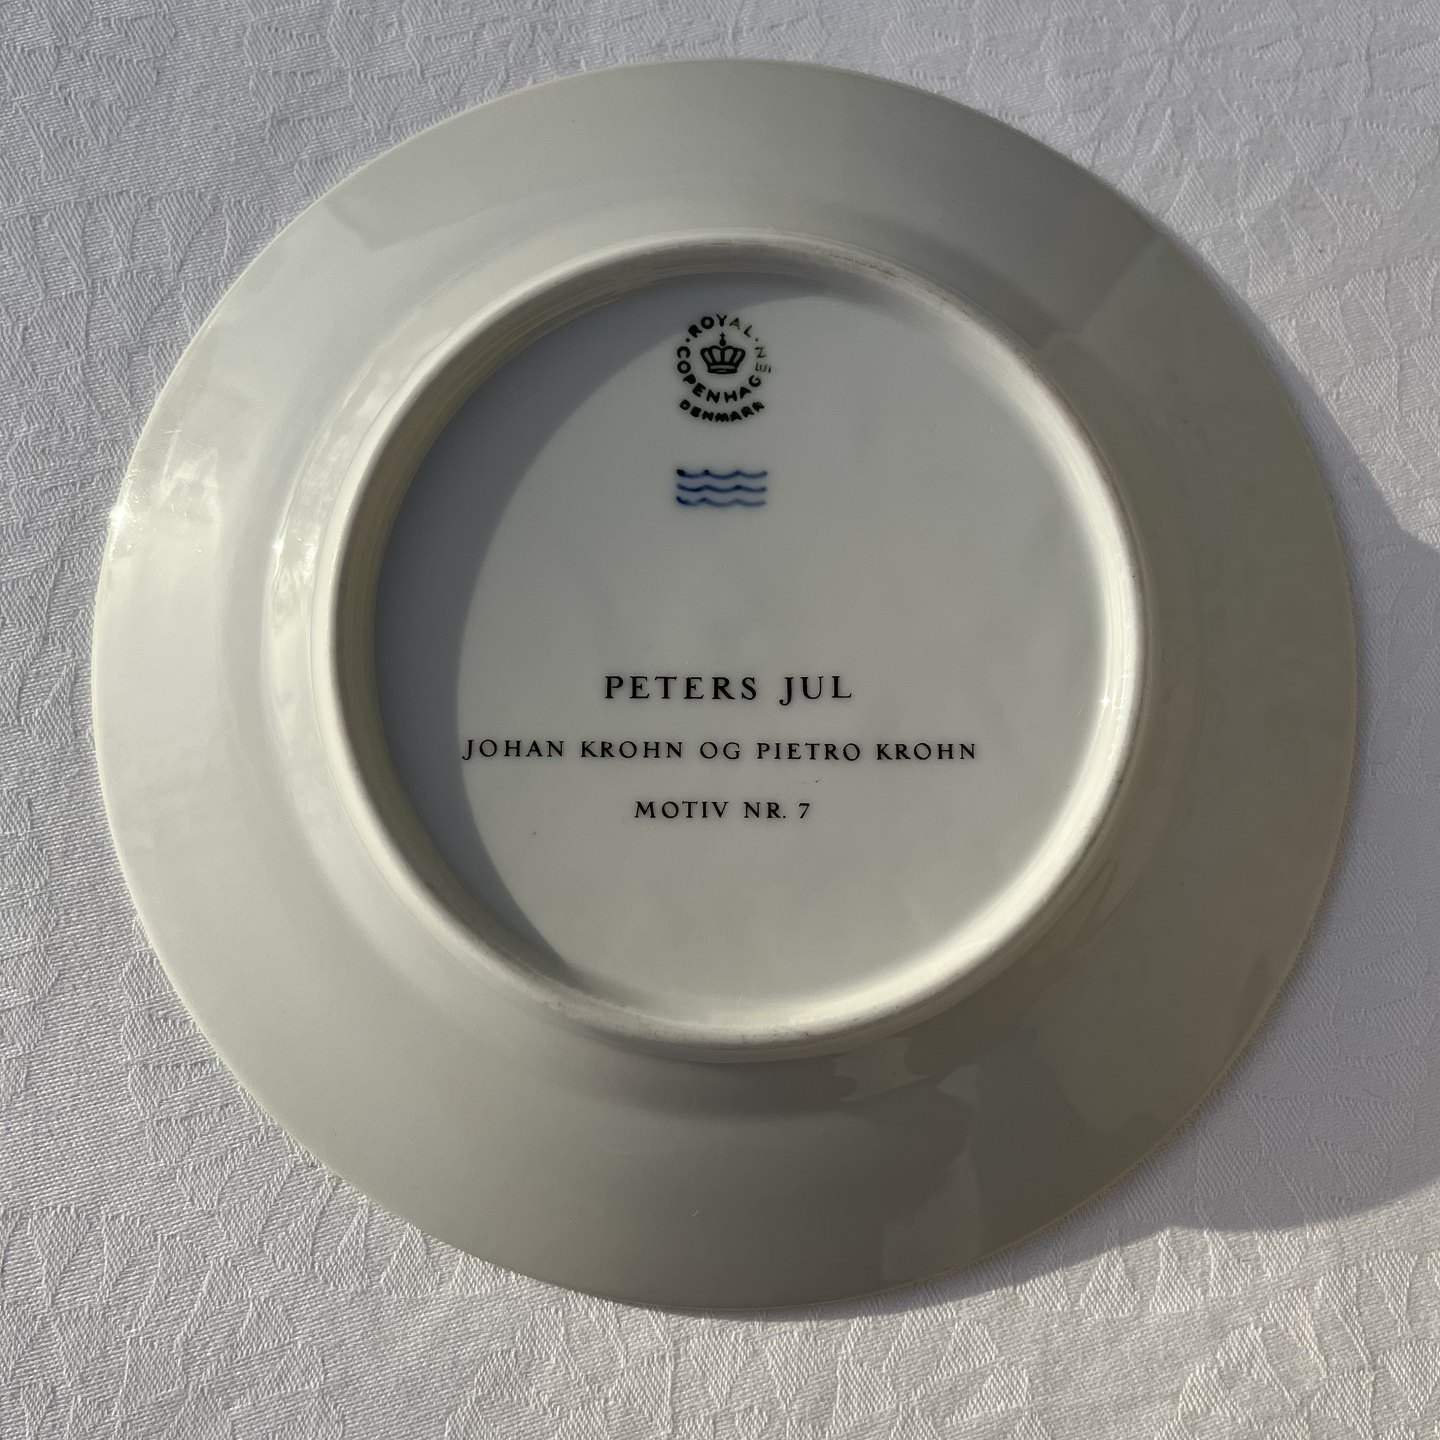 ROYAL
COPENHAGEN
DENMARK
PETERS JUL
JOHAN KROHN OG PIETRO KROHN
MOTIV NR. 7